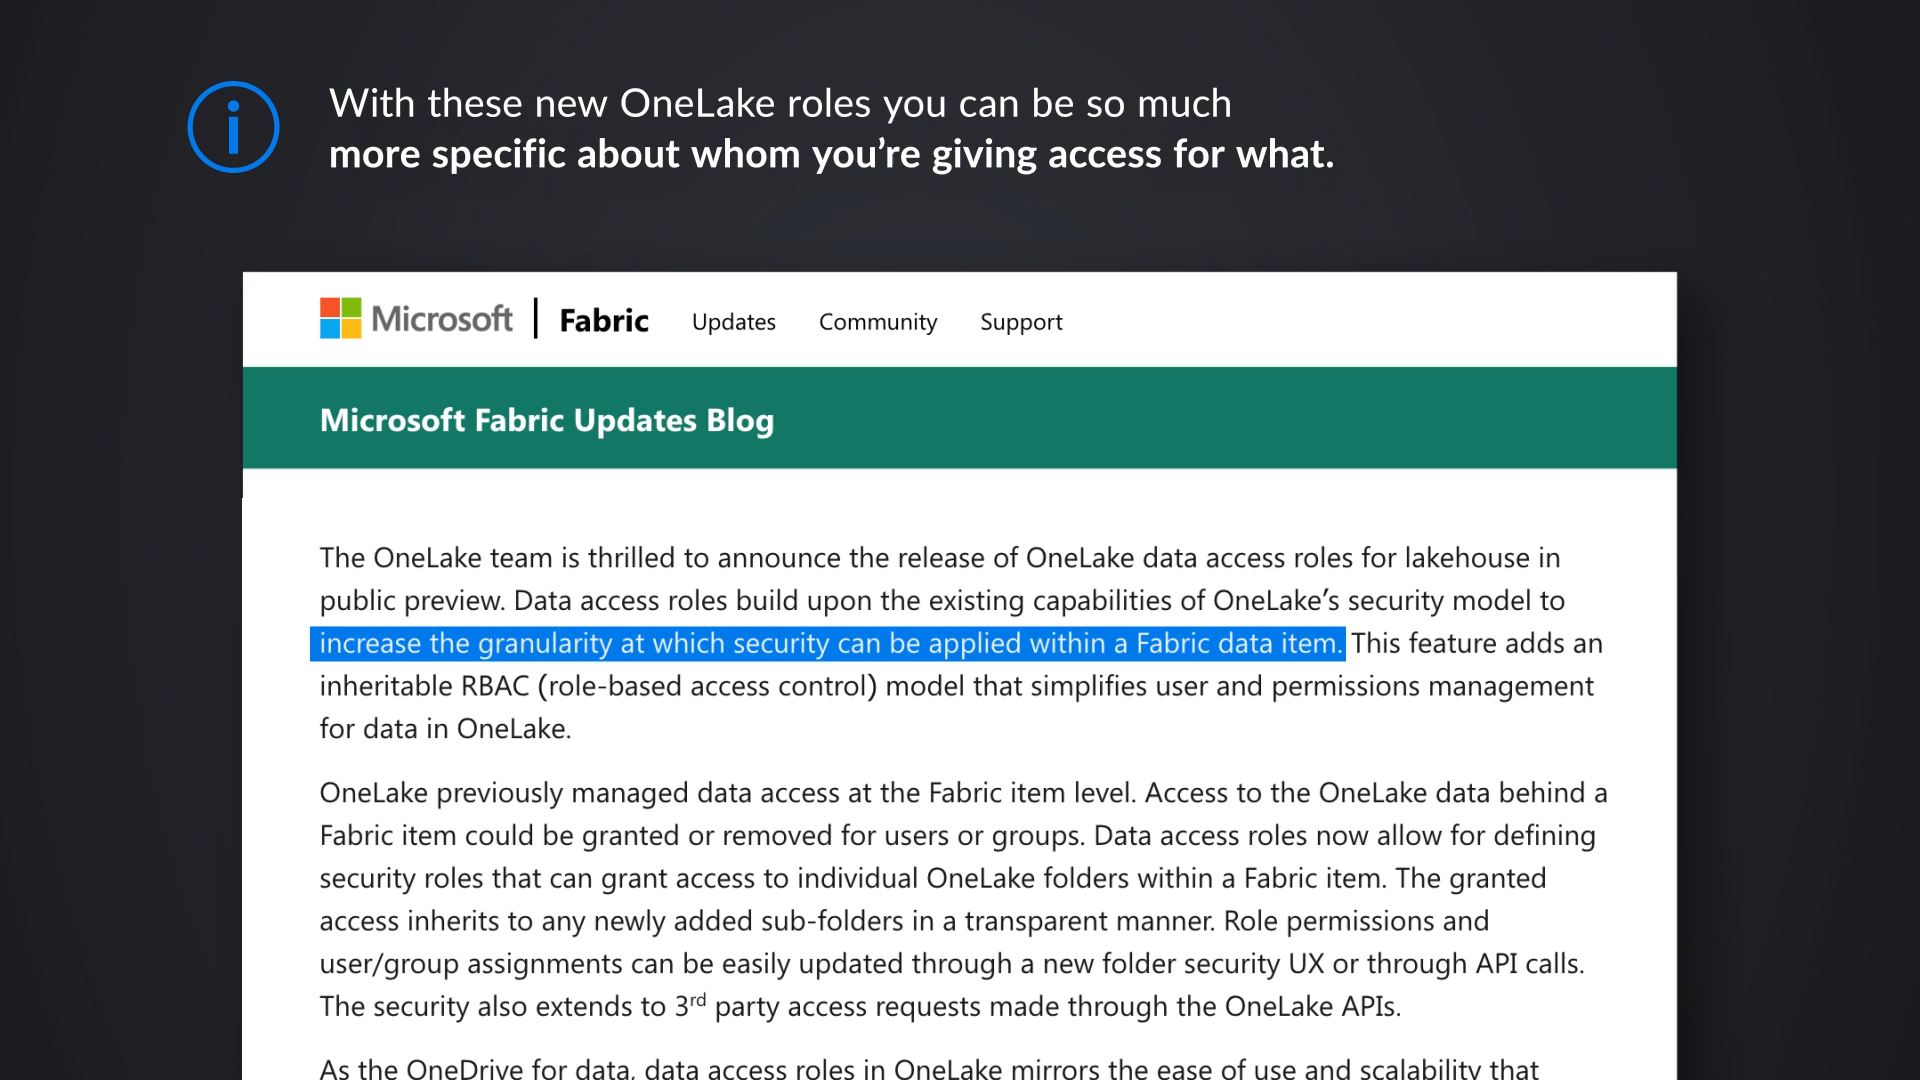 With these new OneLake roles you can be so much
more specific about whom you’re giving access for what.
Microsoft | Fabric Updates Community Support
Microsoft Fabric Updates Blog
The OneLake team is thrilled to announce the release of OneLake data access roles for lakehouse in
public preview. Data access roles build upon the existing capabilities of OneLake’s security model to
increase the granularity at which security can be applied within a Fabric data item. This feature adds an
inheritable RBAC (role-based access control) model that simplifies user and permissions management
for data in OneLake.
OneLake previously managed data access at the Fabric item level. Access to the OneLake data behind a
Fabric item could be granted or removed for users or groups. Data access roles now allow for defining
security roles that can grant access to individual OneLake folders within a Fabric item. The granted
access inherits to any newly added sub-folders in a transparent manner. Role permissions and
user/group assignments can be easily updated through a new folder security UX or through API calls.
The security also extends to 3rd party access requests made through the OneLake APIs.
As the OneDrive for data, data access roles in OneLake mirrors the ease of use and scalability that